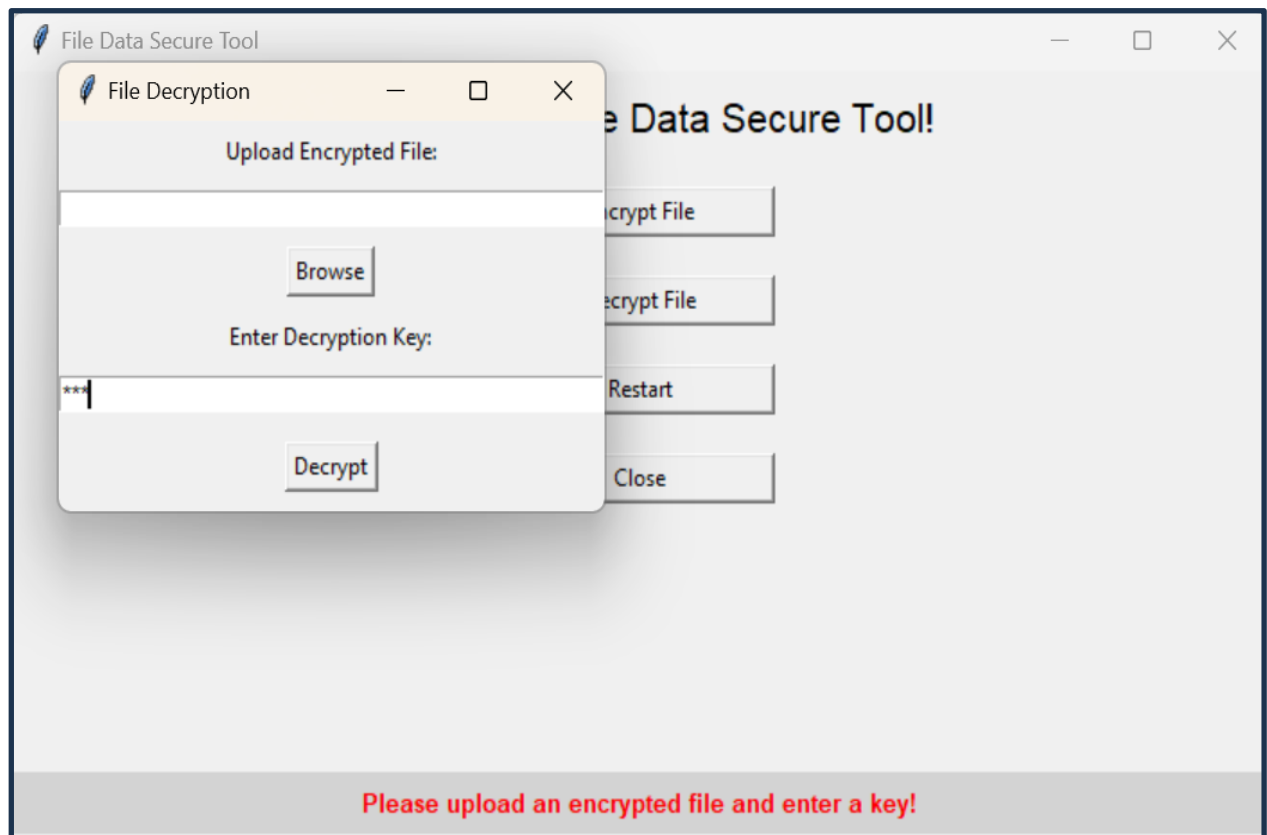 File Data Secure Tool
File Decryption
e Data Secure Tool!
Upload Encrypted File:
crypt File
Browse
ecrypt File
Enter Decryption Key:
***
Restart
Decrypt
Close
Please upload an encrypted file and enter a key!